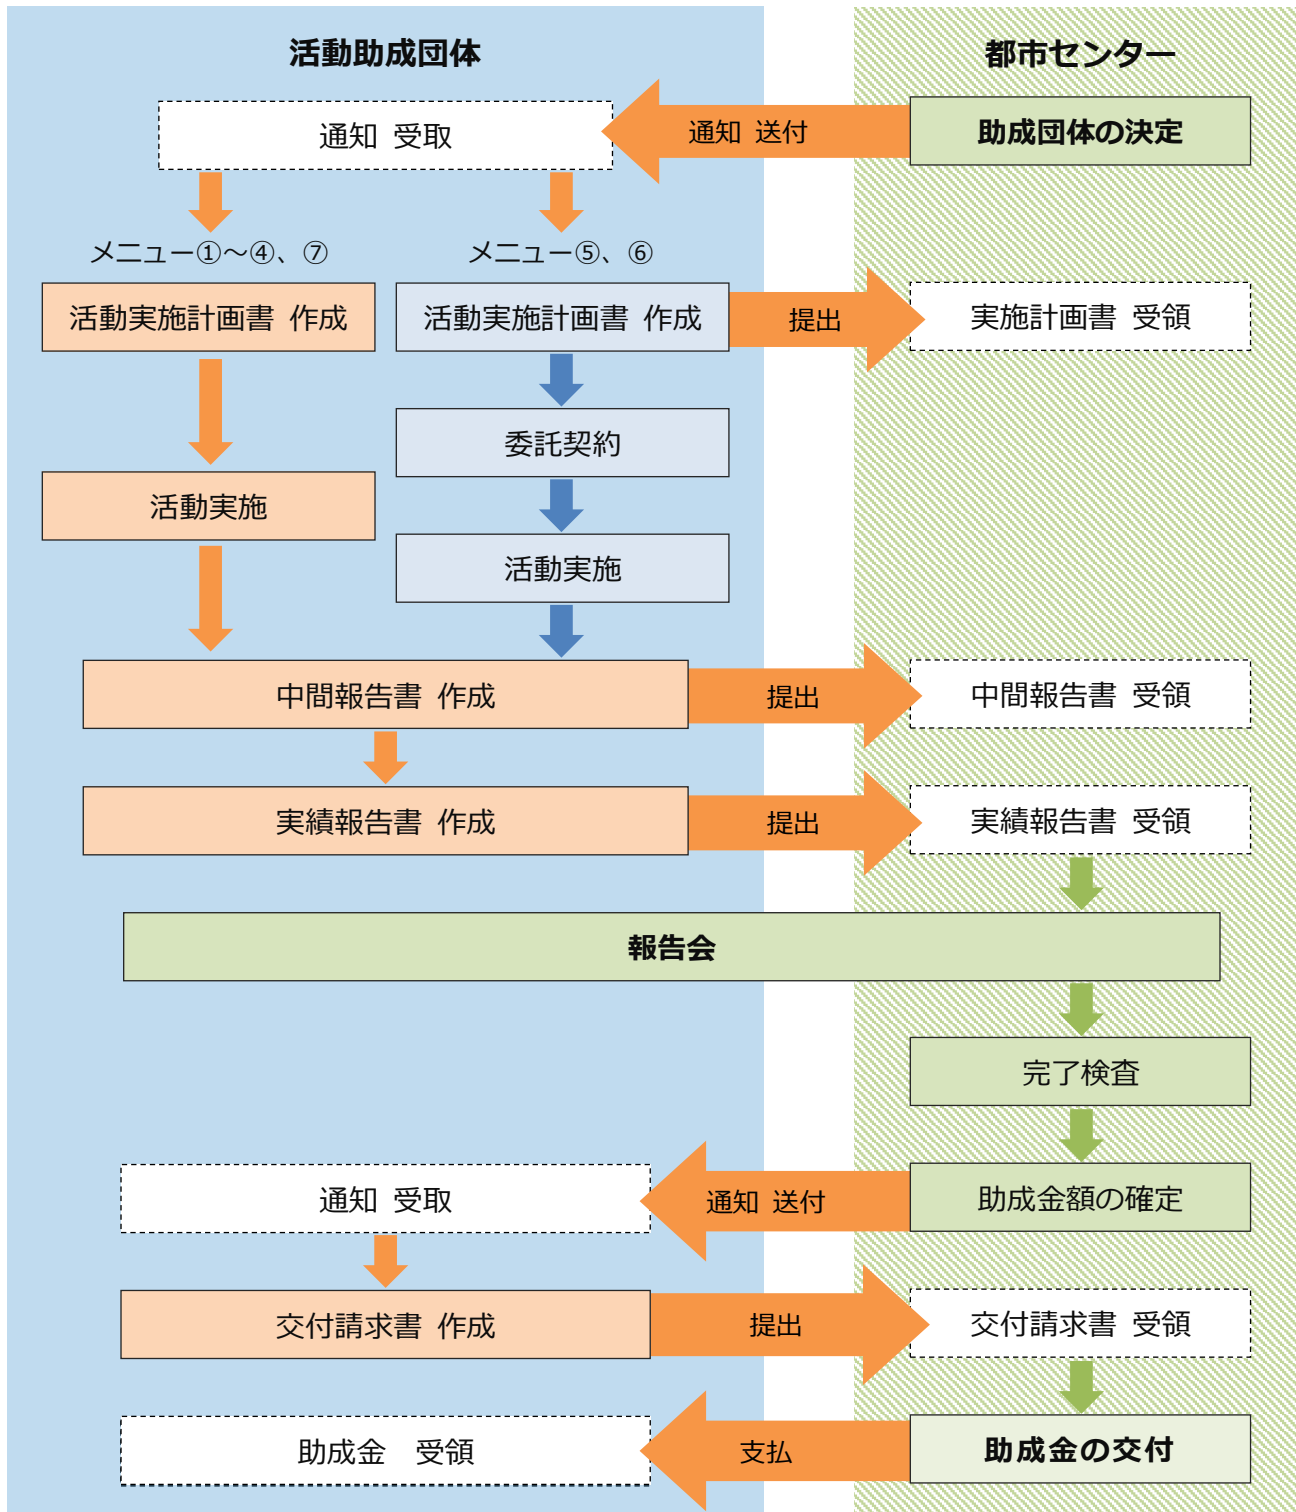 活動助成団体
都市センター
通知 受取
通知 送付
助成団体の決定
メニュー①～④、⑦
メニュー⑤、⑥
活動実施計画書 作成
活動実施計画書 作成
提出
実施計画書 受領
委託契約
活動実施
活動実施
中間報告書 作成
提出
中間報告書 受領
実績報告書 作成
提出
実績報告書 受領
報告会
完了検査
通知 受取
通知 送付
助成金額の確定
交付請求書 作成
提出
交付請求書 受領
助成金　受領
支払
助成金の交付